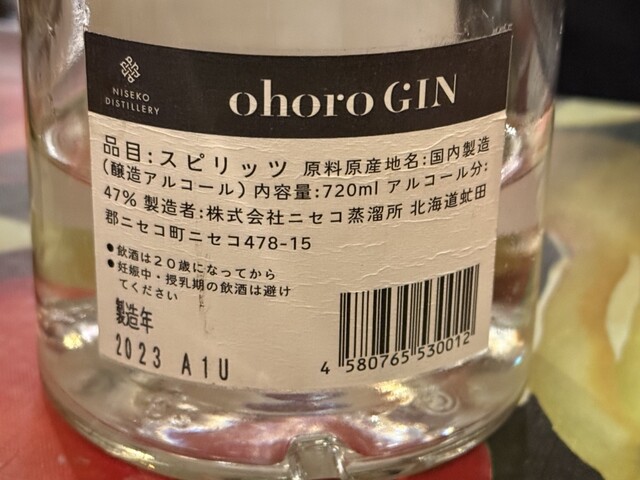 NISEKO
DISTILLERY
ohoro GIN
品目:スピリッツ 原料原産地名:国内製造
(醸造アルコール) 内容量:720ml アルコール分:
47% 製造者:株式会社ニセコ蒸溜所 北海道虻田
郡ニセコ町ニセコ478-15
●飲酒は20歳になってから
●妊娠中・授乳期の飲酒は避け
てください
製造年
2023 A1U
4 580765 530012